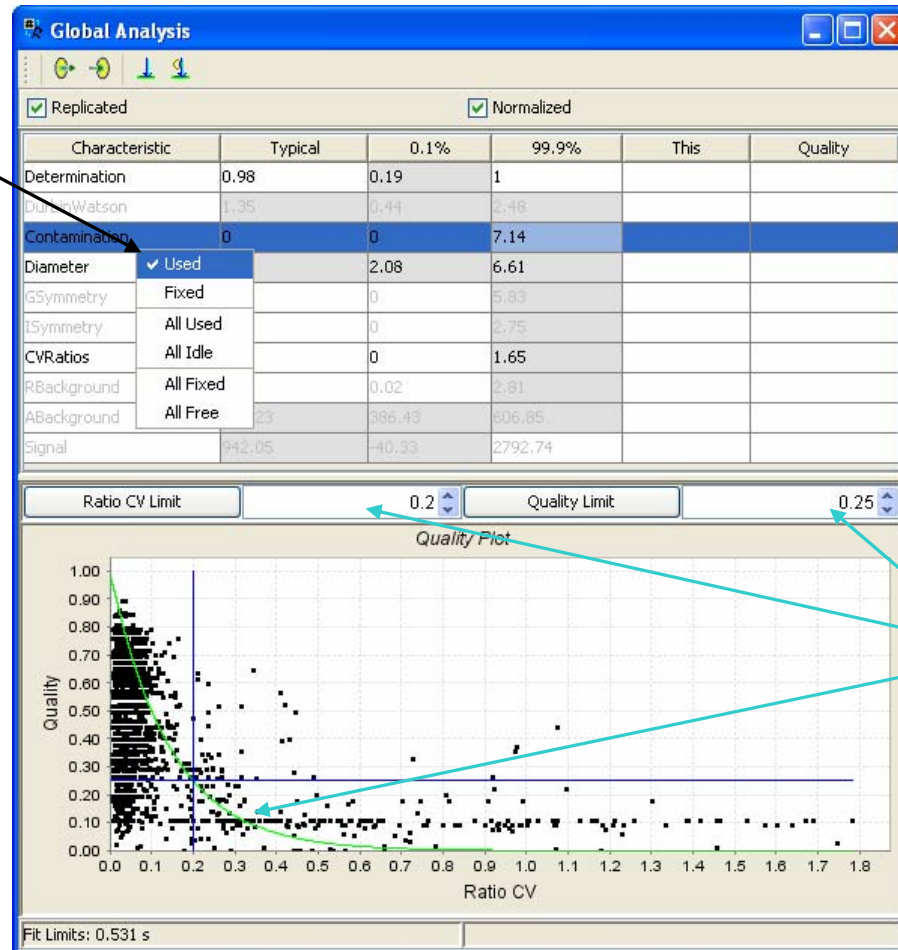 Global Analysis
Replicated Normalized
Characteristic Typical 0.1% 99.9% This Quality
Determination 0.98 0.19 1
DurbinWatson 1.35 0.44 2.48
Contamination 0 0 7.14
Diameter 2.08 6.61
GSymmetry 0 5.83
ISymmetry 0 2.75
CVRatios 0 1.65
RBackground 0.02 2.81
ABackground 23 386.43 606.85
Signal 942.05 -40.33 2792.74
Used
Fixed
All Used
All Idle
All Fixed
All Free
Ratio CV Limit 0.2 Quality Limit 0.25
Quality Plot
Quality
1.00
0.90
0.80
0.70
0.60
0.50
0.40
0.30
0.20
0.10
0.00
0.0 0.1 0.2 0.3 0.4 0.5 0.6 0.7 0.8 0.9 1.0 1.1 1.2 1.3 1.4 1.5 1.6 1.7 1.8
Ratio CV
Fit Limits: 0.531 s